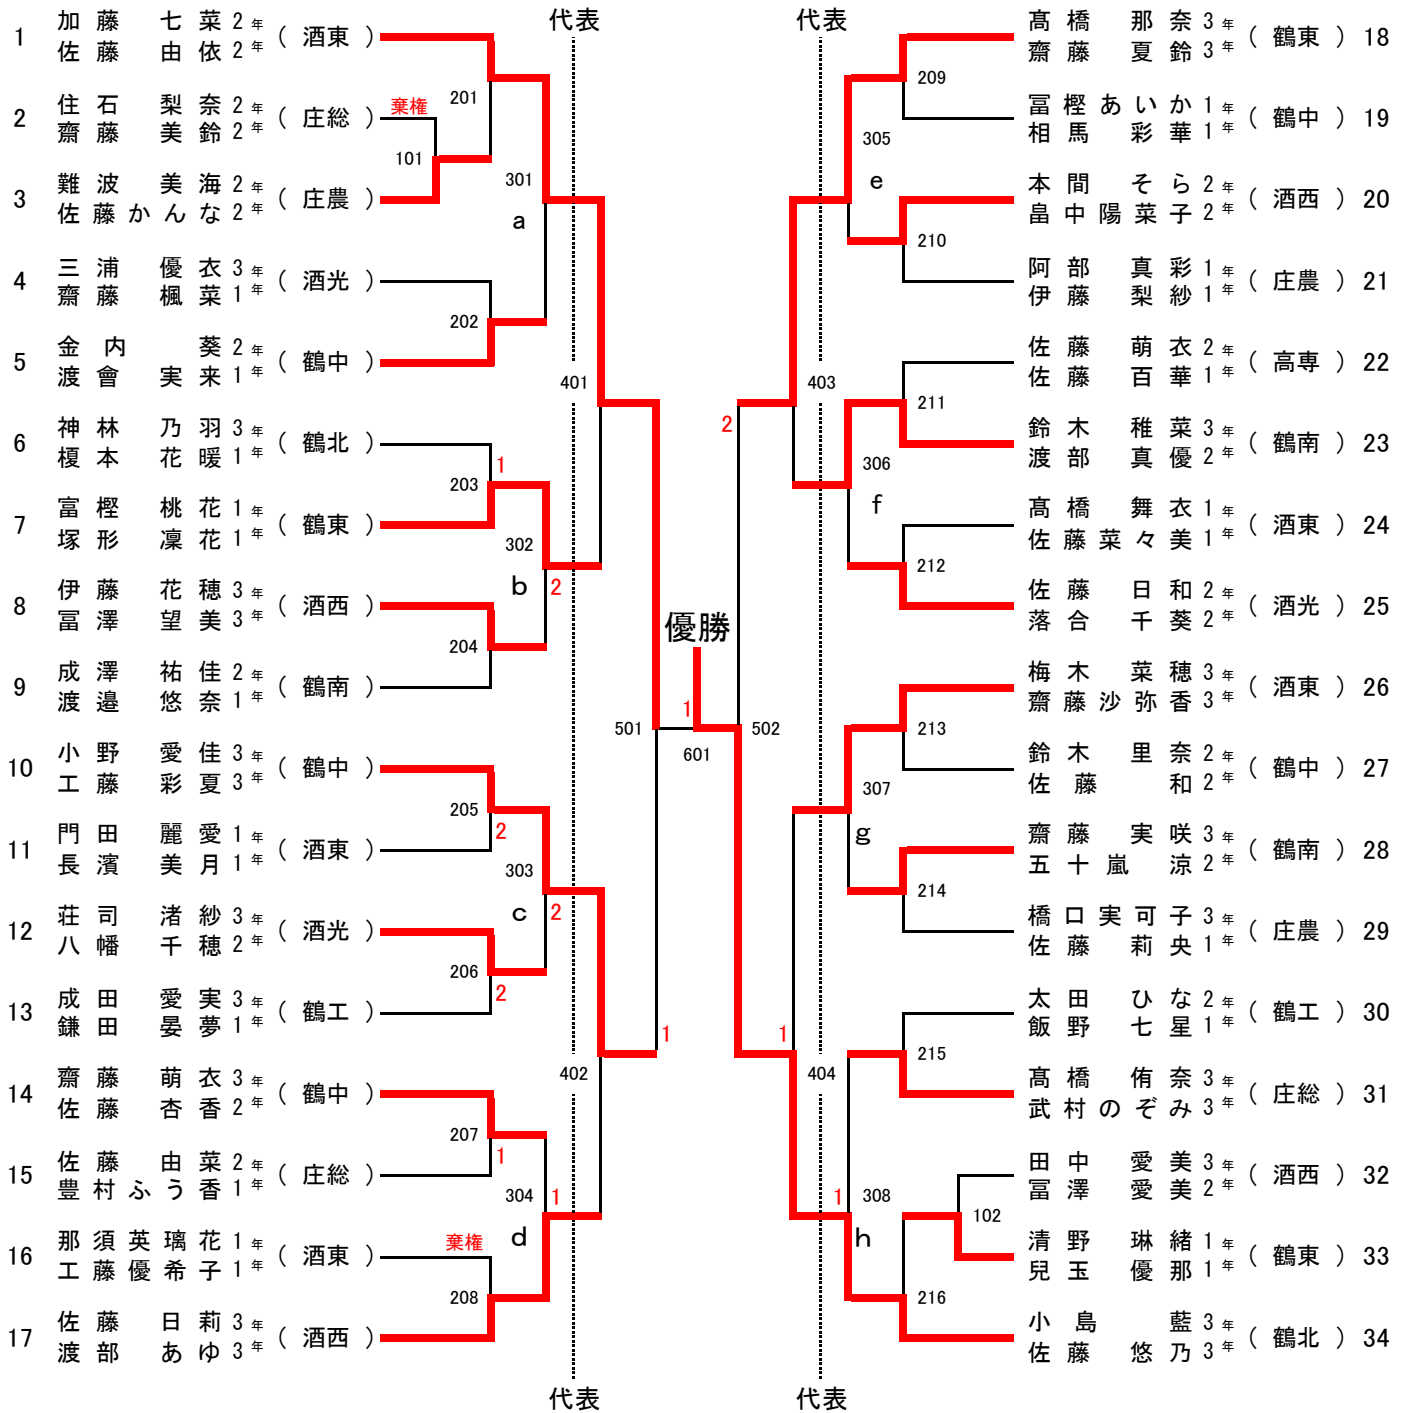 代表 代表
1 加藤 七菜 2年 佐藤 由依 2年 ( 酒東 )
2 住石 梨奈 2年 齋藤 美鈴 2年 ( 庄総 ) 棄権
3 難波 美海 2年 佐藤かんな 2年 ( 庄農 )
4 三浦 優衣 3年 齋藤 楓菜 1年 ( 酒光 )
5 金内 葵 2年 渡會 実来 1年 ( 鶴中 )
6 神林 乃羽 3年 榎本 花暖 1年 ( 鶴北 )
7 富樫 桃花 1年 塚形 凜花 1年 ( 鶴東 )
8 伊藤 花穂 3年 冨澤 望美 3年 ( 酒西 )
9 成澤 祐佳 2年 渡邉 悠奈 1年 ( 鶴南 )
10 小野 愛佳 3年 工藤 彩夏 3年 ( 鶴中 )
11 門田 麗愛 1年 長濱 美月 1年 ( 酒東 )
12 荘司 渚紗 3年 八幡 千穂 2年 ( 酒光 )
13 成田 愛実 3年 鎌田 晏夢 1年 ( 鶴工 )
14 齋藤 萌衣 3年 佐藤 杏香 2年 ( 鶴中 )
15 佐藤 由菜 2年 豊村ふう香 1年 ( 庄総 )
16 那須英璃花 1年 工藤優希子 1年 ( 酒東 ) 棄権
17 佐藤 日莉 3年 渡部 あゆ 3年 ( 酒西 )
101
201
202
203 1
204
205 2
206 2
207 1
208
301 a
302 b 2
303 c 2
304 d 1
401
402
501 1
優勝
1
601
502 2 1
403
404 1
305 e
306 f
307 g
308 h
209
210
211
212
213
214
215
216
102
髙橋 那奈 3年 齋藤 夏鈴 3年 ( 鶴東 ) 18
冨樫あいか 1年 相馬 彩華 1年 ( 鶴中 ) 19
本間 そら 2年 畠中陽菜子 2年 ( 酒西 ) 20
阿部 真彩 1年 伊藤 梨紗 1年 ( 庄農 ) 21
佐藤 萌衣 2年 佐藤 百華 1年 ( 高専 ) 22
鈴木 稚菜 3年 渡部 真優 2年 ( 鶴南 ) 23
髙橋 舞衣 1年 佐藤菜々美 1年 ( 酒東 ) 24
佐藤 日和 2年 落合 千葵 2年 ( 酒光 ) 25
梅木 菜穂 3年 齋藤沙弥香 3年 ( 酒東 ) 26
鈴木 里奈 2年 佐藤 和 2年 ( 鶴中 ) 27
齋藤 実咲 3年 五十嵐 涼 2年 ( 鶴南 ) 28
橋口実可子 3年 佐藤 莉央 1年 ( 庄農 ) 29
太田 ひな 2年 飯野 七星 1年 ( 鶴工 ) 30
髙橋 侑奈 3年 武村のぞみ 3年 ( 庄総 ) 31
田中 愛美 3年 冨澤 愛美 2年 ( 酒西 ) 32
清野 琳緒 1年 兒玉 優那 1年 ( 鶴東 ) 33
小島 藍 3年 佐藤 悠乃 3年 ( 鶴北 ) 34
代表 代表